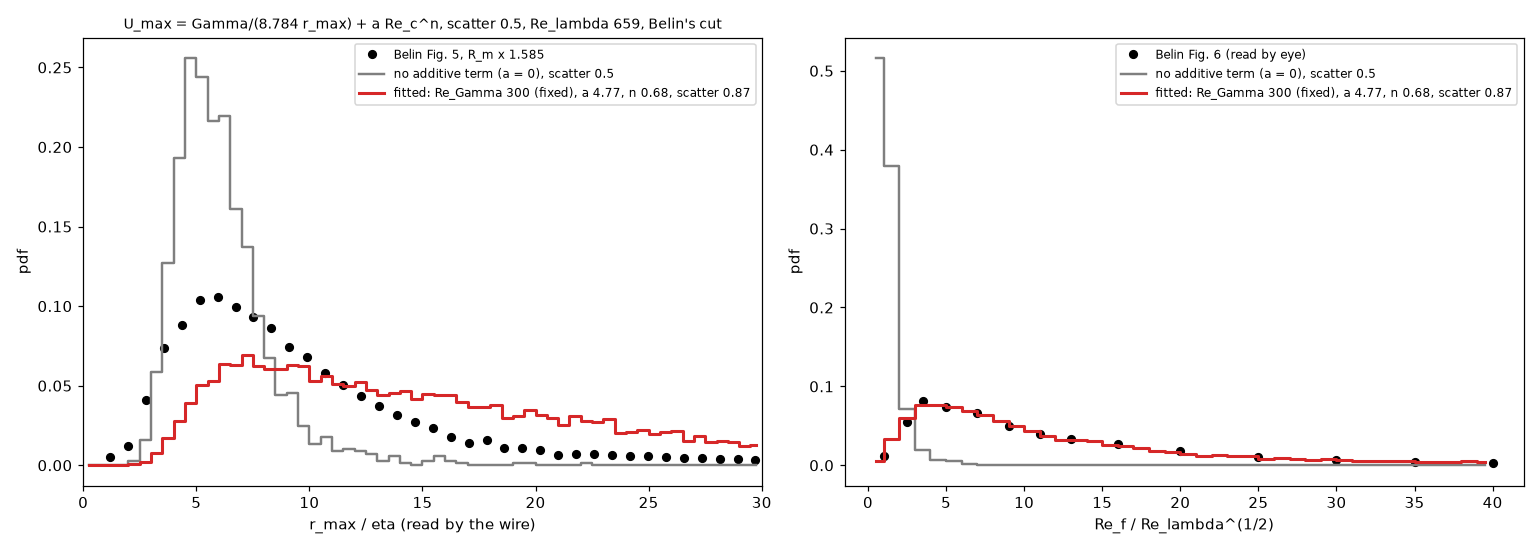 U_max = Gamma/(8.784 r_max) + a Re_c^n, scatter 0.5, Re_lambda 659, Belin's cut
Belin Fig. 5, R_m x 1.585
no additive term (a = 0), scatter 0.5
fitted: Re_Gamma 300 (fixed), a 4.77, n 0.68, scatter 0.87
pdf
0.25
0.20
0.15
0.10
0.05
0.00
0
5
10
15
20
25
30
r_max / eta (read by the wire)
Belin Fig. 6 (read by eye)
no additive term (a = 0), scatter 0.5
fitted: Re_Gamma 300 (fixed), a 4.77, n 0.68, scatter 0.87
pdf
0.5
0.4
0.3
0.2
0.1
0.0
0
5
10
15
20
25
30
35
40
Re_f / Re_lambda^(1/2)